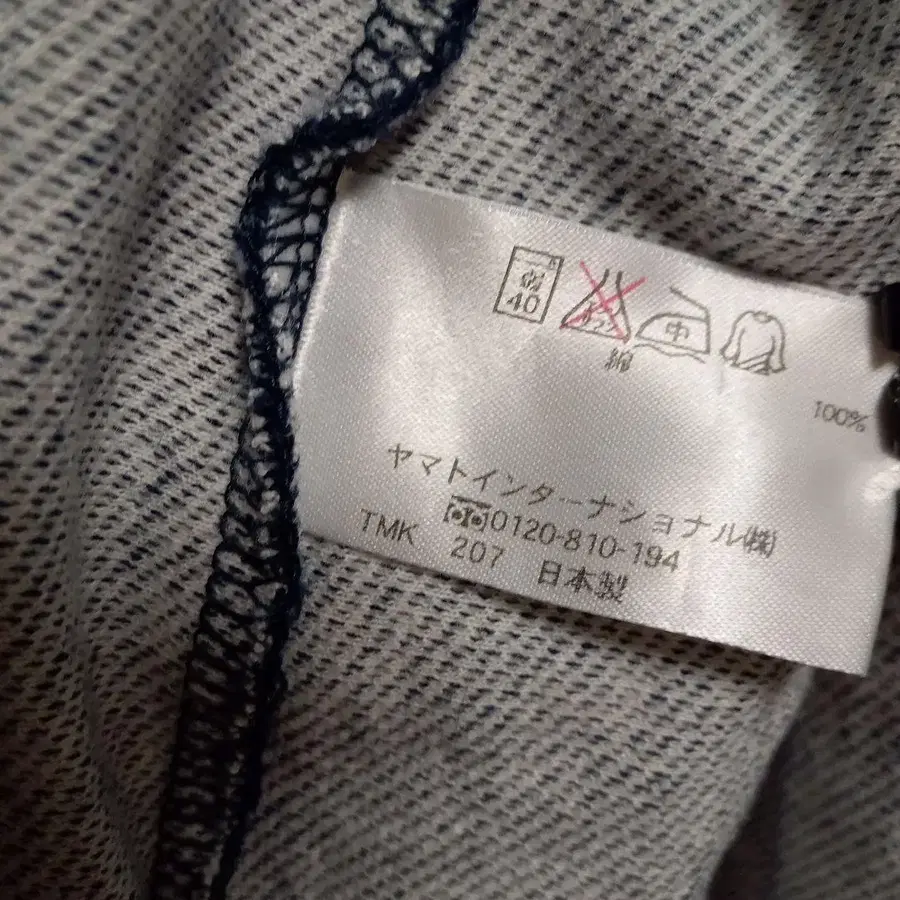 40
中
綿 100%
ヤマトインターナショナル(株)
0120-810-194
TMK 207 日本製